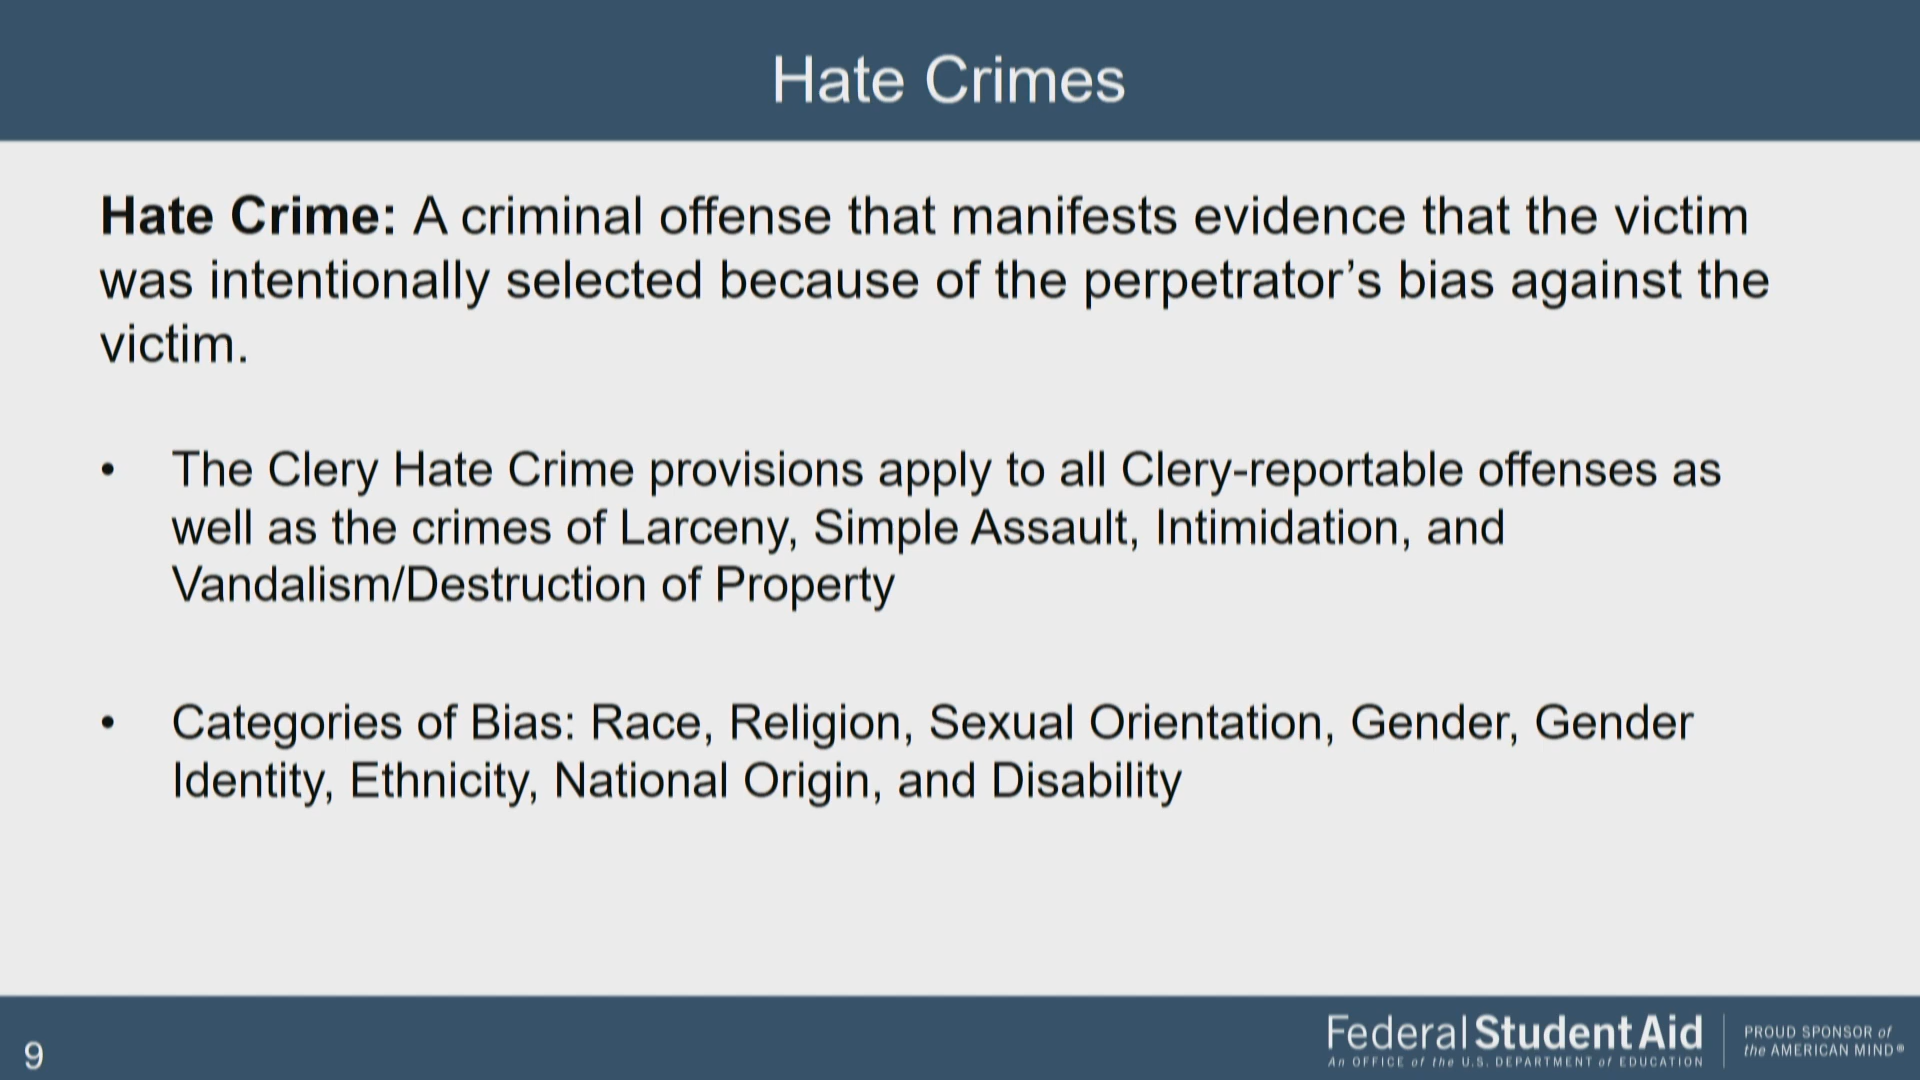 Hate Crimes
Hate Crime: A criminal offense that manifests evidence that the victim
was intentionally selected because of the perpetrator’s bias against the
victim.
• The Clery Hate Crime provisions apply to all Clery-reportable offenses as
well as the crimes of Larceny, Simple Assault, Intimidation, and
Vandalism/Destruction of Property
• Categories of Bias: Race, Religion, Sexual Orientation, Gender, Gender
Identity, Ethnicity, National Origin, and Disability
9
Federal Student Aid
An OFFICE of the U.S. DEPARTMENT of EDUCATION
PROUD SPONSOR of
the AMERICAN MIND®